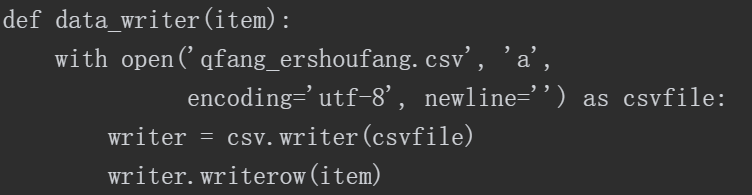 def data_writer(item):
    with open('qfang_ershoufang.csv', 'a',
              encoding='utf-8', newline='') as csvfile:
        writer = csv.writer(csvfile)
        writer.writerow(item)